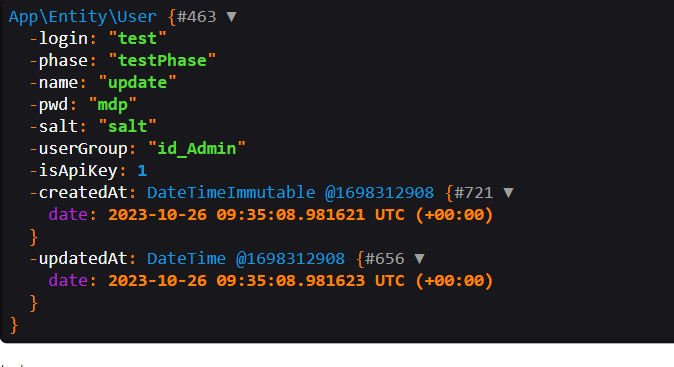 App\Entity\User {#463 ▼
-login: "test"
-phase: "testPhase"
-name: "update"
-pwd: "mdp"
-salt: "salt"
-userGroup: "id_Admin"
-isApiKey: 1
-createdAt: DateTimeImmutable @1698312908 {#721 ▼
date: 2023-10-26 09:35:08.981621 UTC (+00:00)
}
-updatedAt: DateTime @1698312908 {#656 ▼
date: 2023-10-26 09:35:08.981623 UTC (+00:00)
}
}